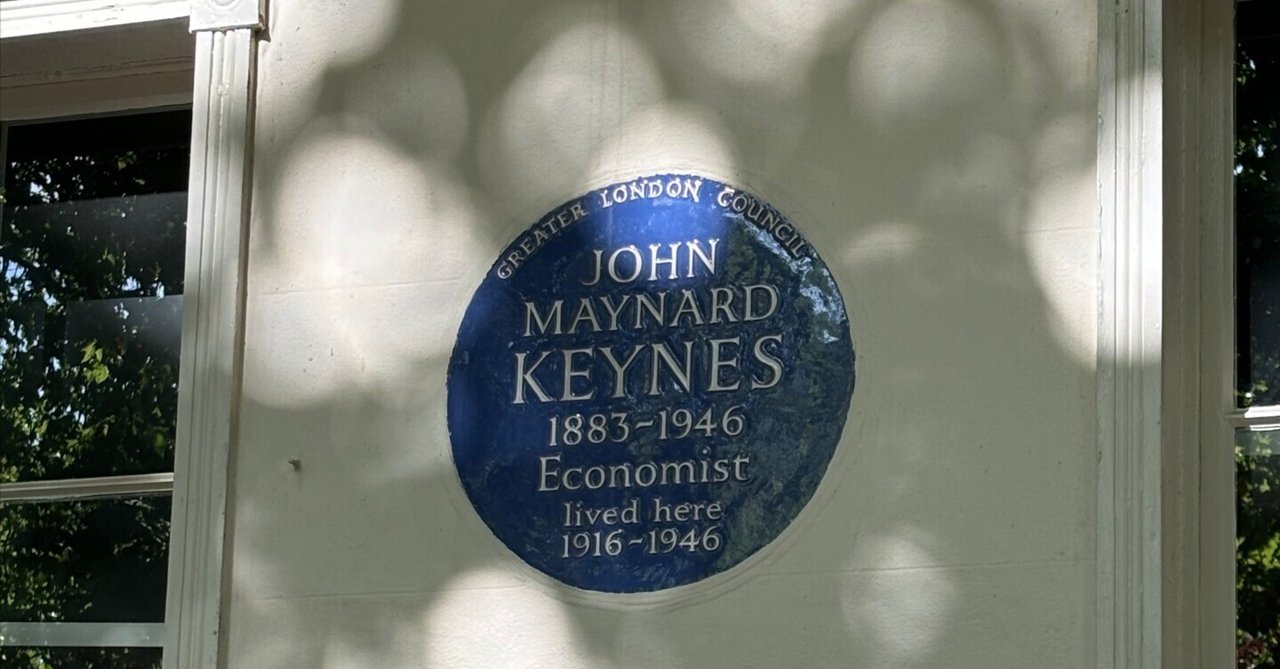 GREATER LONDON COUNCIL
JOHN
MAYNARD
KEYNES
1883~1946
Economist
lived here
1916~1946